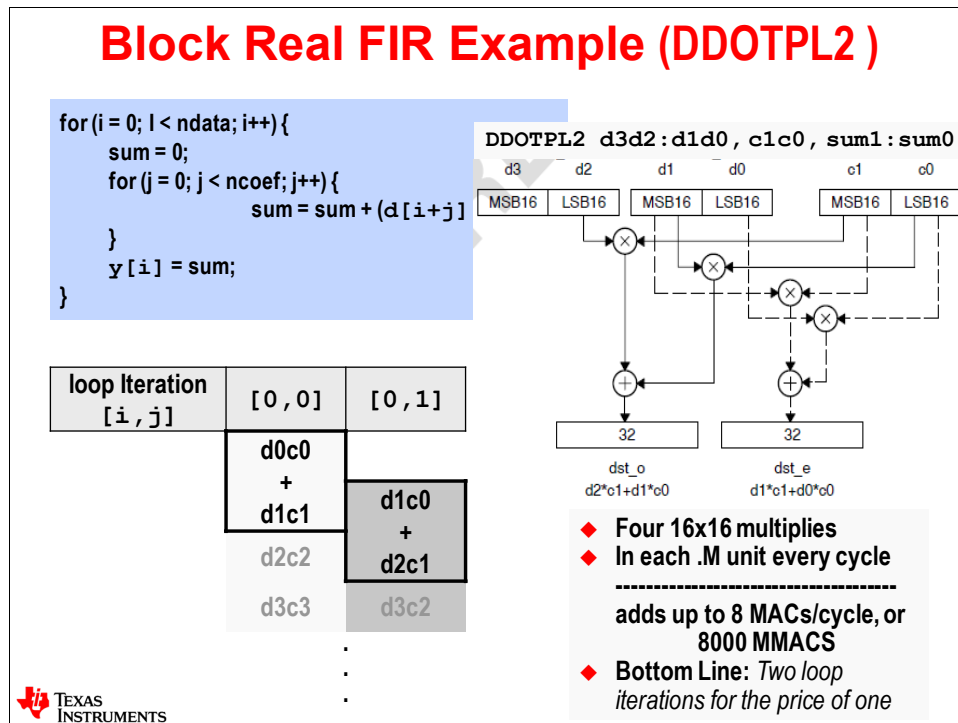 Block Real FIR Example (DDOTPL2 )
for (i = 0; I < ndata; i++) {
sum = 0;
for (j = 0; j < ncoef; j++) {
sum = sum + (d[i+j]
}
y[i] = sum;
}
DDOTPL2 d3d2:d1d0, c1c0, sum1:sum0
d3 d2 d1 d0 c1 c0
MSB16 LSB16 MSB16 LSB16 MSB16 LSB16
×
×
×
×
+ +
32 32
dst_o dst_e
d2*c1+d1*c0 d1*c1+d0*c0
loop Iteration
[i,j]
[0,0] [0,1]
d0c0
+
d1c1
d2c2
d3c3
d1c0
+
d2c1
d3c2
.
.
.
◆ Four 16x16 multiplies
◆ In each .M unit every cycle
--------------------------------------
adds up to 8 MACs/cycle, or
8000 MMACS
◆ Bottom Line: Two loop
iterations for the price of one
TEXAS
INSTRUMENTS